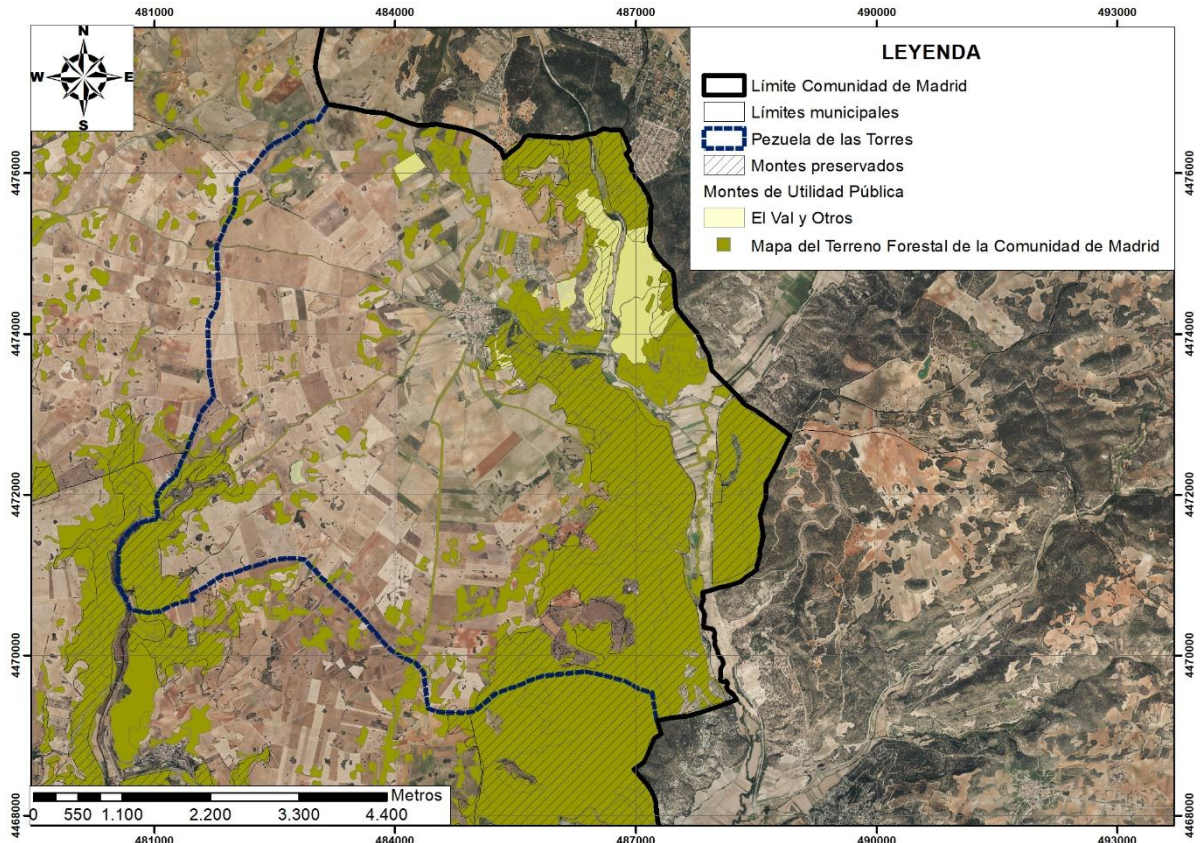 481000 484000 487000 490000 493000
N
W E
S
LEYENDA
Límite Comunidad de Madrid
Límites municipales
Pezuela de las Torres
Montes preservados
Montes de Utilidad Pública
El Val y Otros
Mapa del Terreno Forestal de la Comunidad de Madrid
4476000 4476000
4474000 4474000
4472000 4472000
4470000 4470000
4468000 4468000
Metros
0 550 1.100 2.200 3.300 4.400
481000 484000 487000 490000 493000